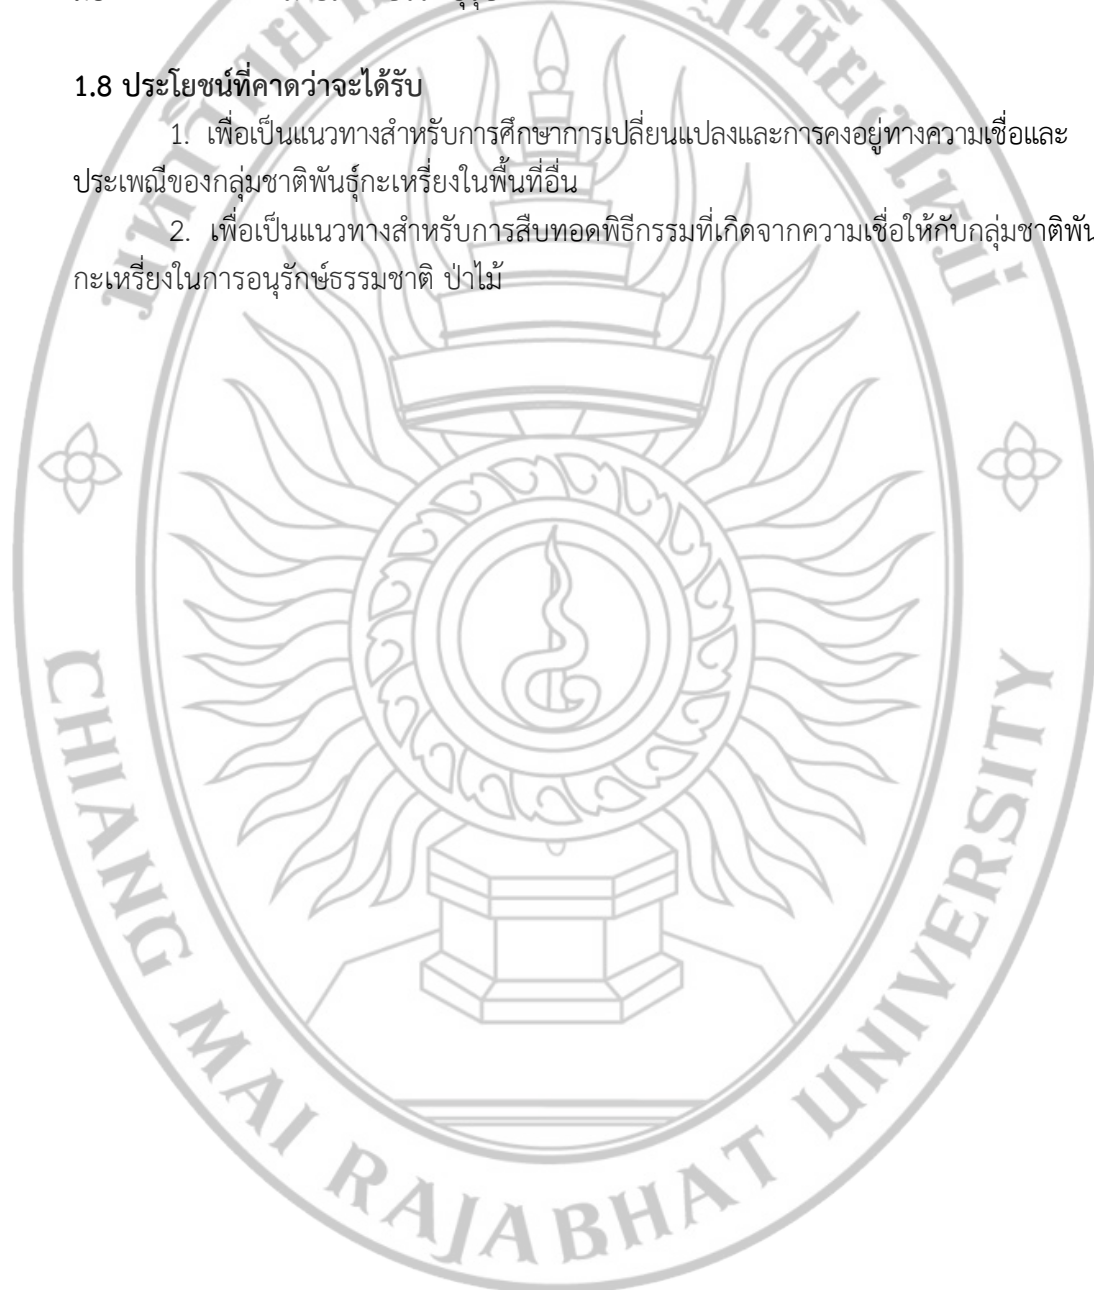 1.8 ประโยชน์ที่คาดว่าจะได้รับ
1. เพื่อเป็นแนวทางสำหรับการศึกษาการเปลี่ยนแปลงและการคงอยู่ทางความเชื่อและ
ประเพณีของกลุ่มชาติพันธุ์กะเหรี่ยงในพื้นที่อื่น
2. เพื่อเป็นแนวทางสำหรับการสืบทอดพิธีกรรมที่เกิดจากความเชื่อให้กับกลุ่มชาติพัน
กะเหรี่ยงในการอนุรักษ์ธรรมชาติ ป่าไม้
CHIANG MAI RAJABHAT UNIVERSITY